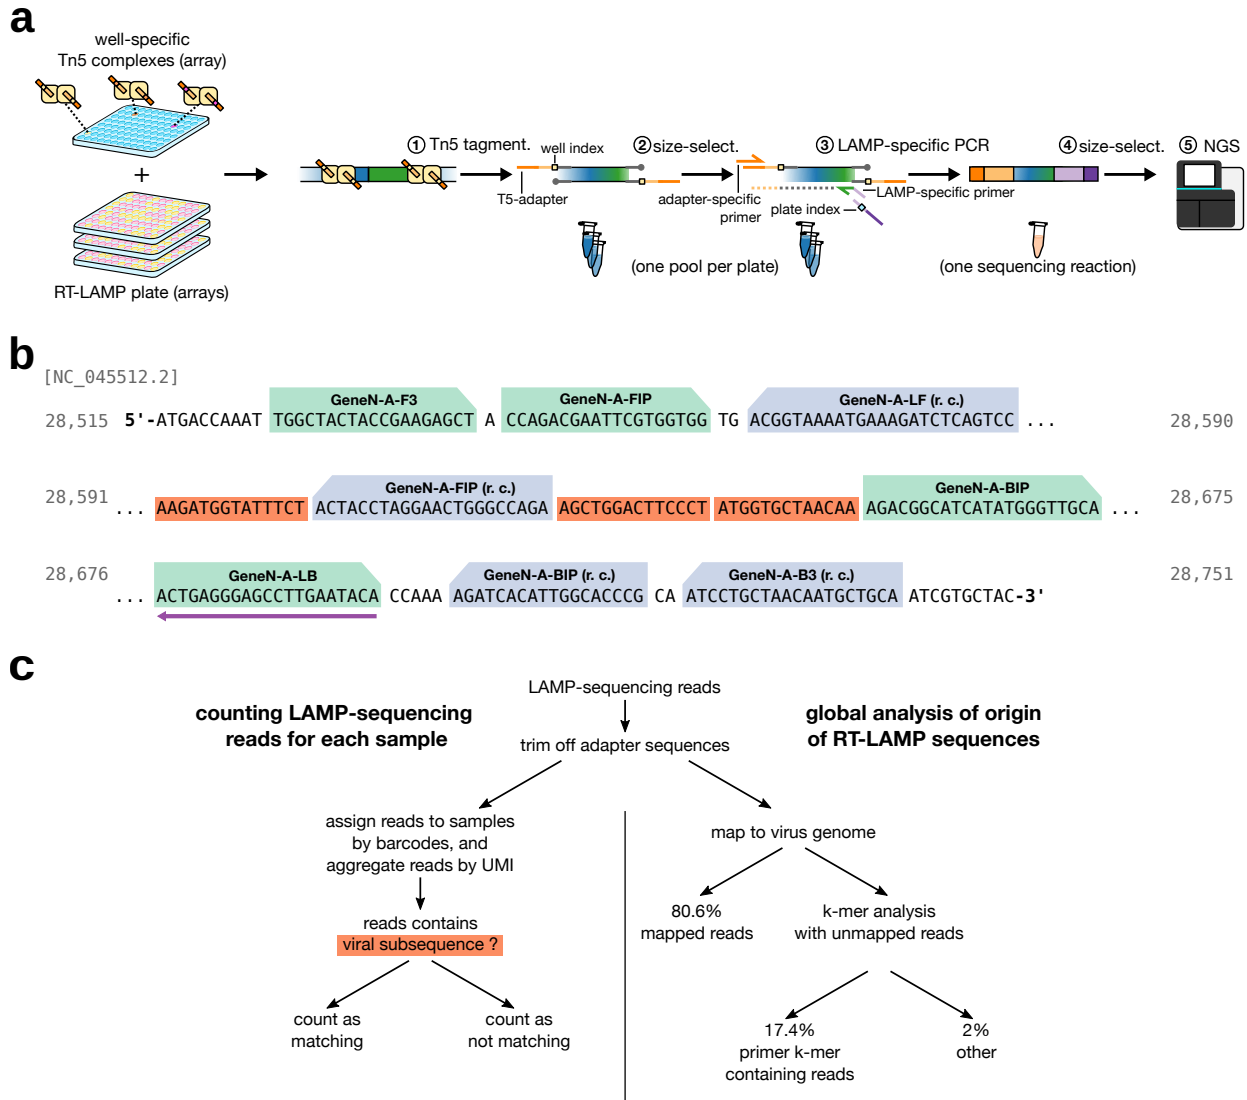 a
well-specific
Tn5 complexes (array)
+
RT-LAMP plate (arrays)
① Tn5 tagment.
well index
T5-adapter
② size-select.
(one pool per plate)
③ LAMP-specific PCR
adapter-specific
primer
plate index
LAMP-specific primer
④ size-select.
(one sequencing reaction)
⑤ NGS
b
[NC_045512.2]
GeneN-A-F3 GeneN-A-FIP GeneN-A-LF (r. c.)
28,515 5'-ATGACCAAAT TGGCTACTACCGAAGAGCT A CCAGACGAATTCGTGGTGG TG ACGGTAAAATGAAAGATCTCAGTCC ... 28,590
GeneN-A-FIP (r. c.) GeneN-A-BIP
28,591 ... AAGATGGTATTTCT ACTACCTAGGAACTGGGCCAGA AGCTGGACTTCCCT ATGGTGCTAACAA AGACGGCATCATATGGGTTGCA ... 28,675
GeneN-A-LB GeneN-A-BIP (r. c.) GeneN-A-B3 (r. c.)
28,676 ... ACTGAGGGAGCCTTGAATACA CCAAA AGATCACATTGGCACCCG CA ATCCTGCTAACAATGCTGCA ATCGTGCTAC-3' 28,751
c
LAMP-sequencing reads
counting LAMP-sequencing
reads for each sample
global analysis of origin
of RT-LAMP sequences
trim off adapter sequences
assign reads to samples
by barcodes, and
aggregate reads by UMI
reads contains
viral subsequence ?
count as
matching
count as
not matching
map to virus genome
80.6%
mapped reads
k-mer analysis
with unmapped reads
17.4%
primer k-mer
containing reads
2%
other